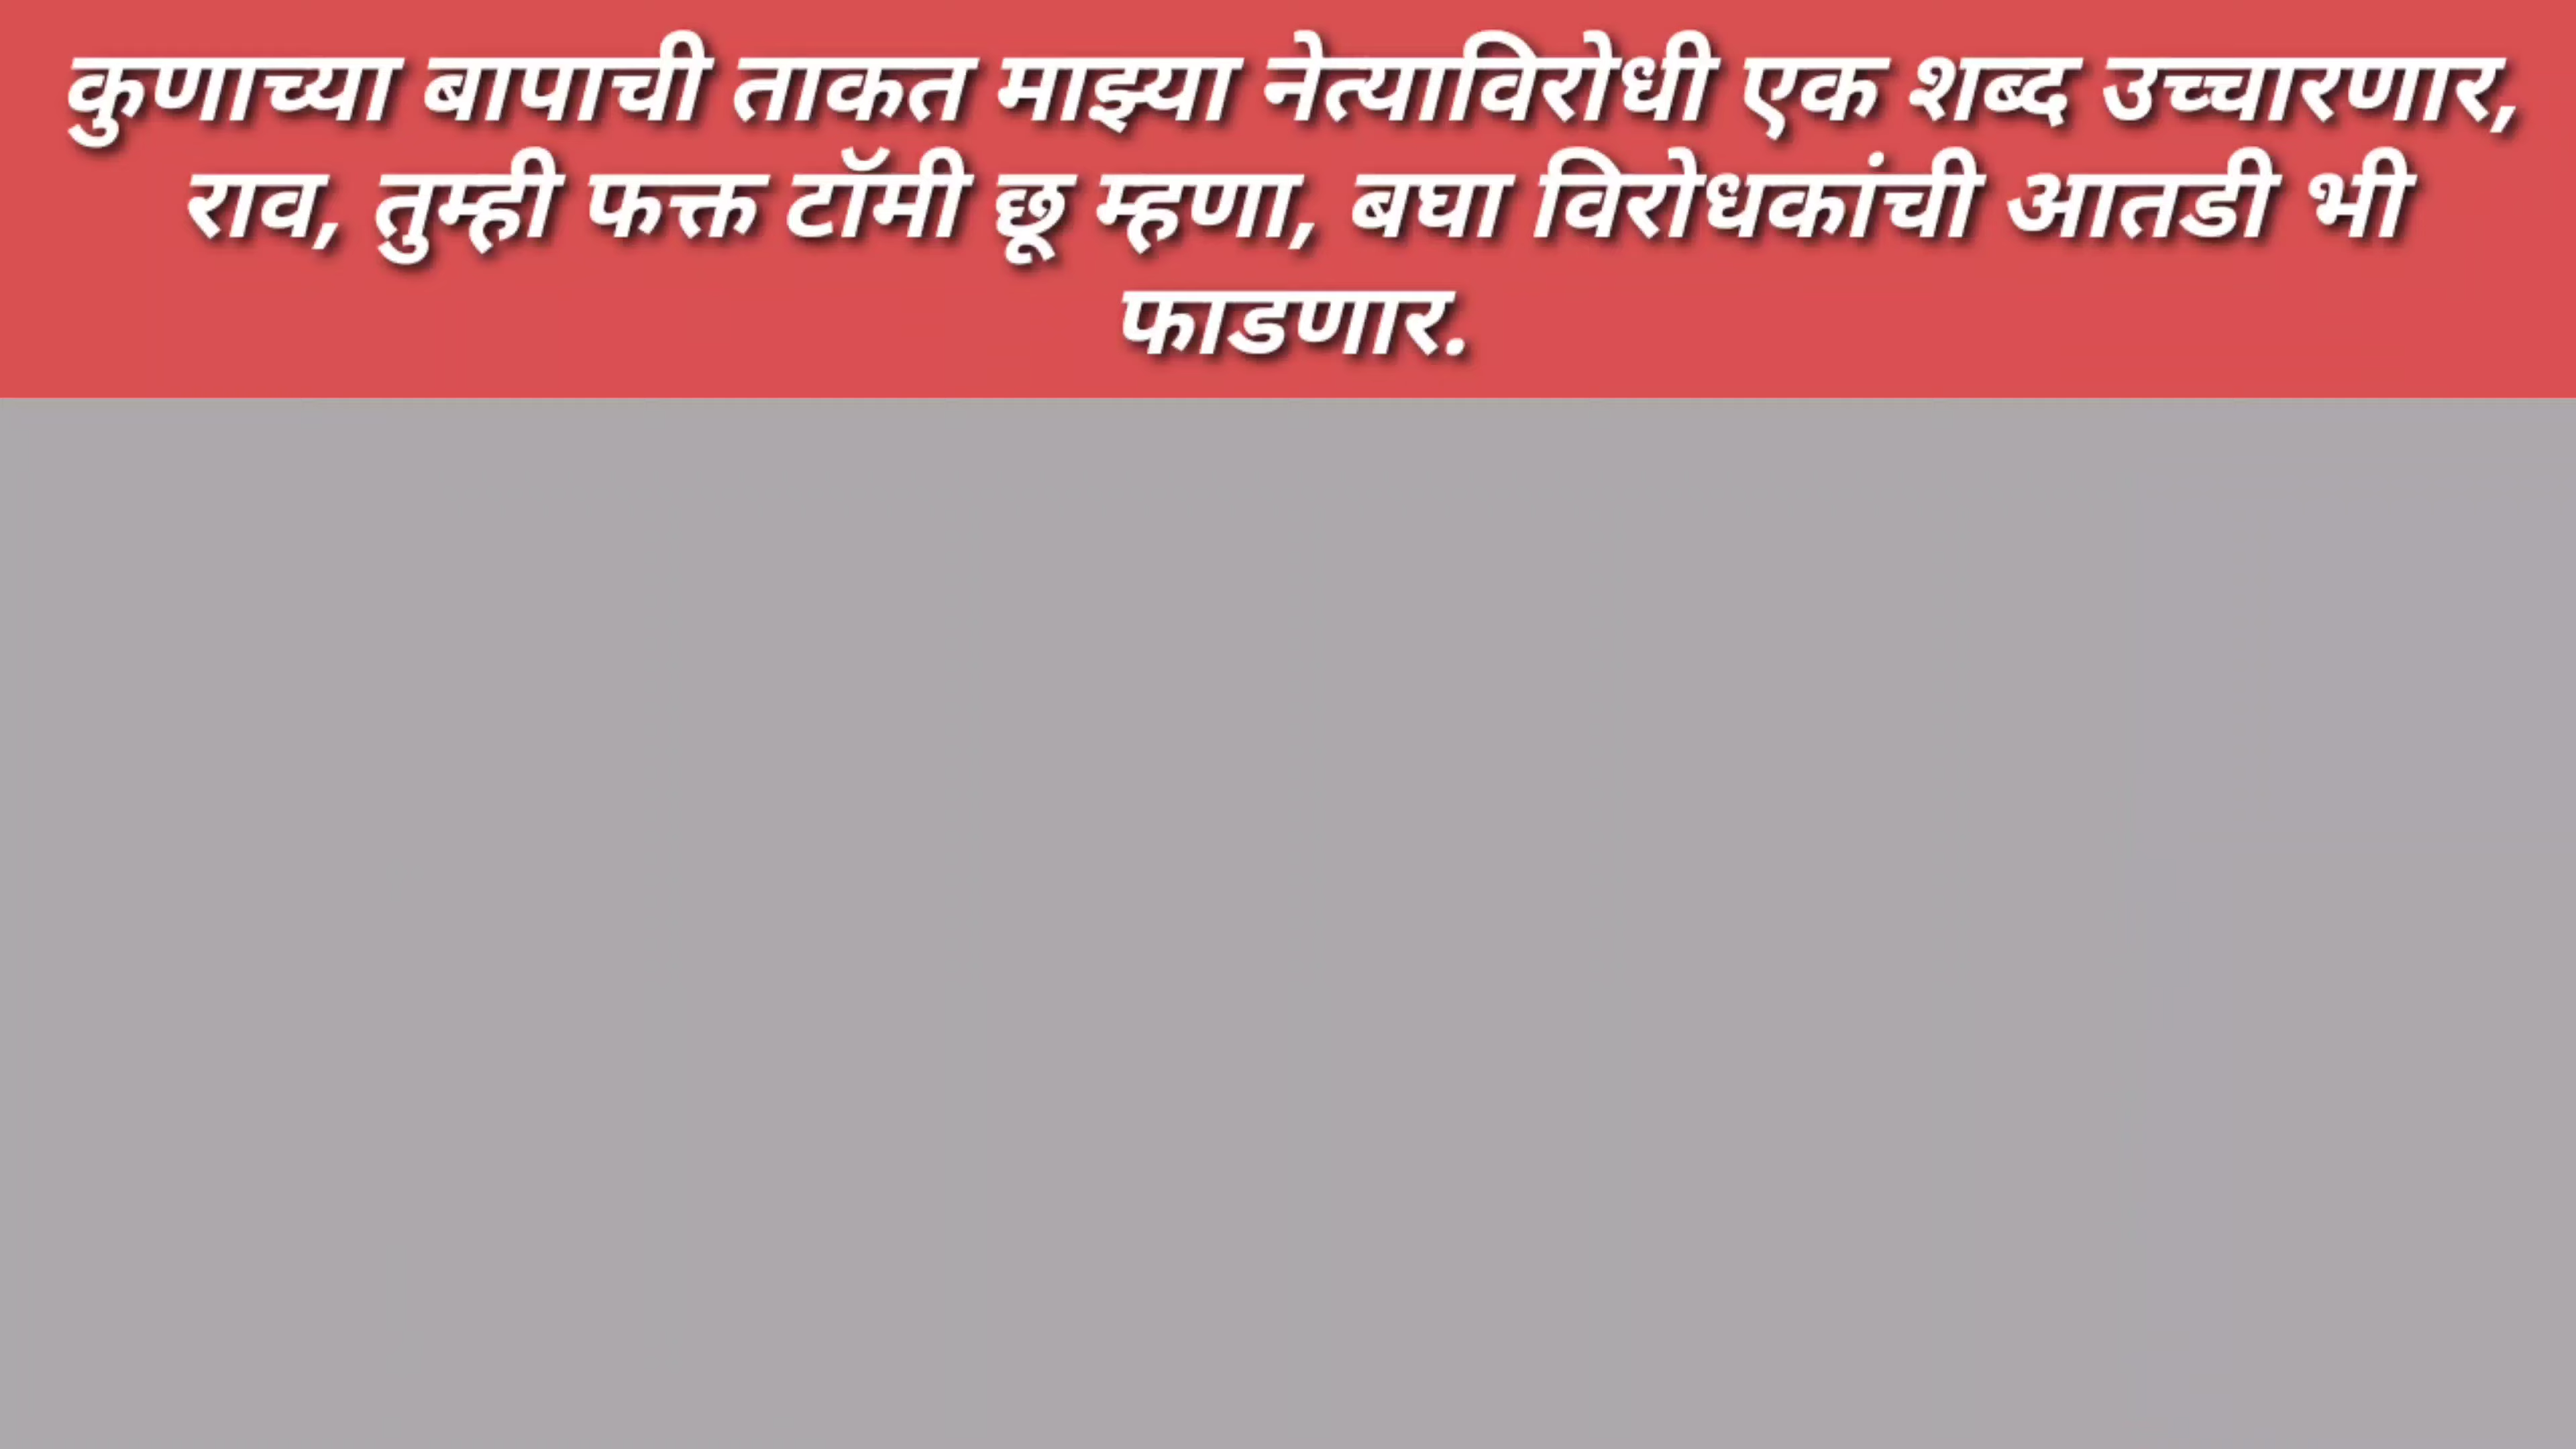 कुणाच्या बापाची ताकत माझ्या नेत्याविरोधी एक शब्द उच्चारणार,
राव, तुम्ही फक्त टॉमी छू म्हणा, बघा विरोधकांची आतडी भी
फाडणार.